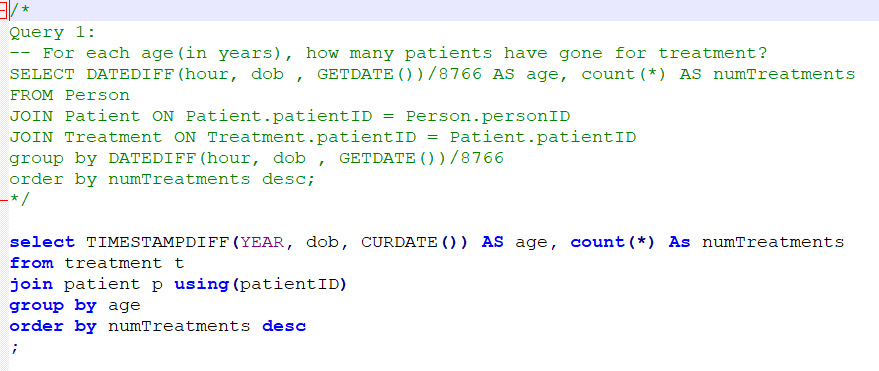 /*
Query 1:
-- For each age(in years), how many patients have gone for treatment?
SELECT DATEDIFF(hour, dob , GETDATE())/8766 AS age, count(*) AS numTreatments
FROM Person
JOIN Patient ON Patient.patientID = Person.personID
JOIN Treatment ON Treatment.patientID = Patient.patientID
group by DATEDIFF(hour, dob , GETDATE())/8766
order by numTreatments desc;
*/
select TIMESTAMPDIFF(YEAR, dob, CURDATE()) AS age, count(*) As numTreatments
from treatment t
join patient p using(patientID)
group by age
order by numTreatments desc
;